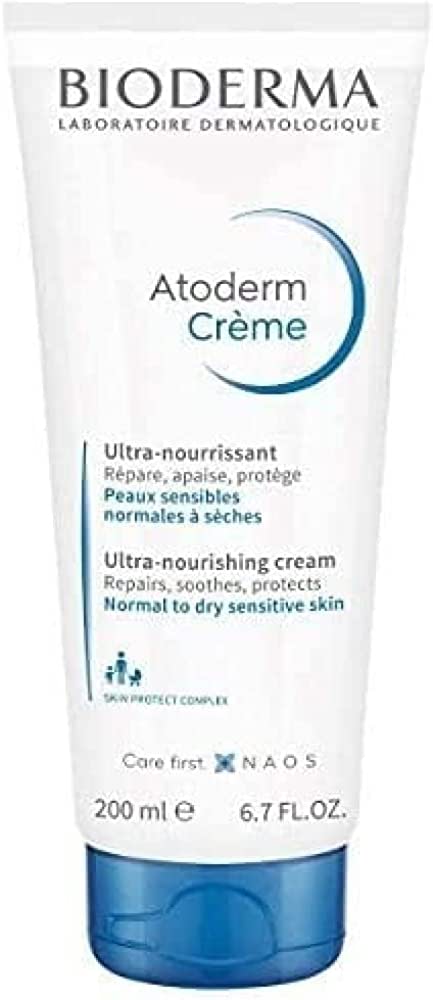 BIODERMA
LABORATOIRE DERMATOLOGIQUE
Atoderm
Crème
Ultra-nourrissant
Répare, apaise, protège
Peaux sensibles
normales à sèches
Ultra-nourishing cream
Repairs, soothes, protects
Normal to dry sensitive skin
SKIN PROTECT COMPLEX
Care first. NAOS
200 ml e 6.7 FL.OZ.